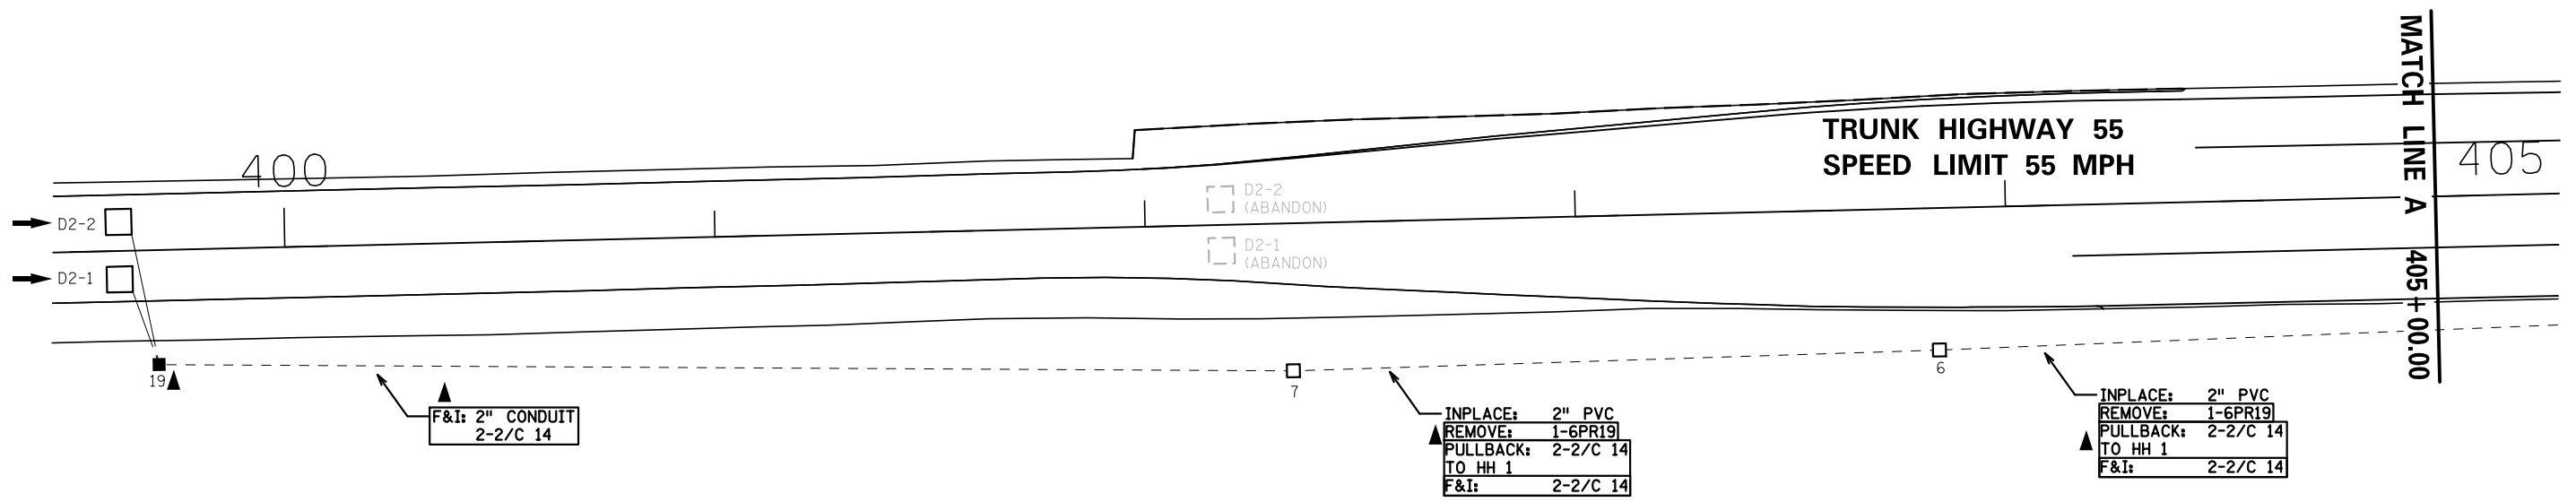 400
TRUNK HIGHWAY 55
SPEED LIMIT 55 MPH
MATCH LINE A 405+00.00
405
D2-2
D2-1
D2-2
(ABANDON)
D2-1
(ABANDON)
19
7
6
F&I: 2" CONDUIT
2-2/C 14
INPLACE: 2" PVC
REMOVE: 1-6PR19
PULLBACK: 2-2/C 14
TO HH 1
F&I: 2-2/C 14
INPLACE: 2" PVC
REMOVE: 1-6PR19
PULLBACK: 2-2/C 14
TO HH 1
F&I: 2-2/C 14